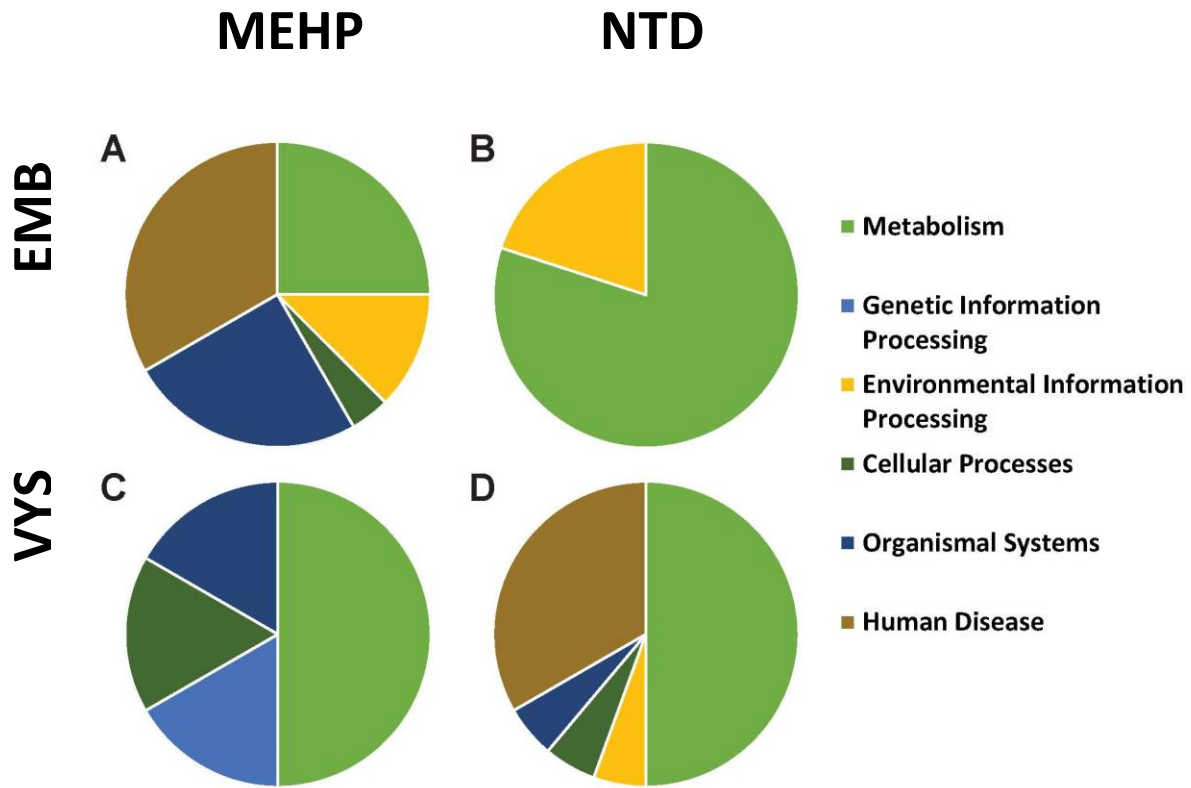 MEHP
NTD
EMB
A
B
VYS
C
D
Metabolism
Genetic Information
Processing
Environmental Information
Processing
Cellular Processes
Organismal Systems
Human Disease